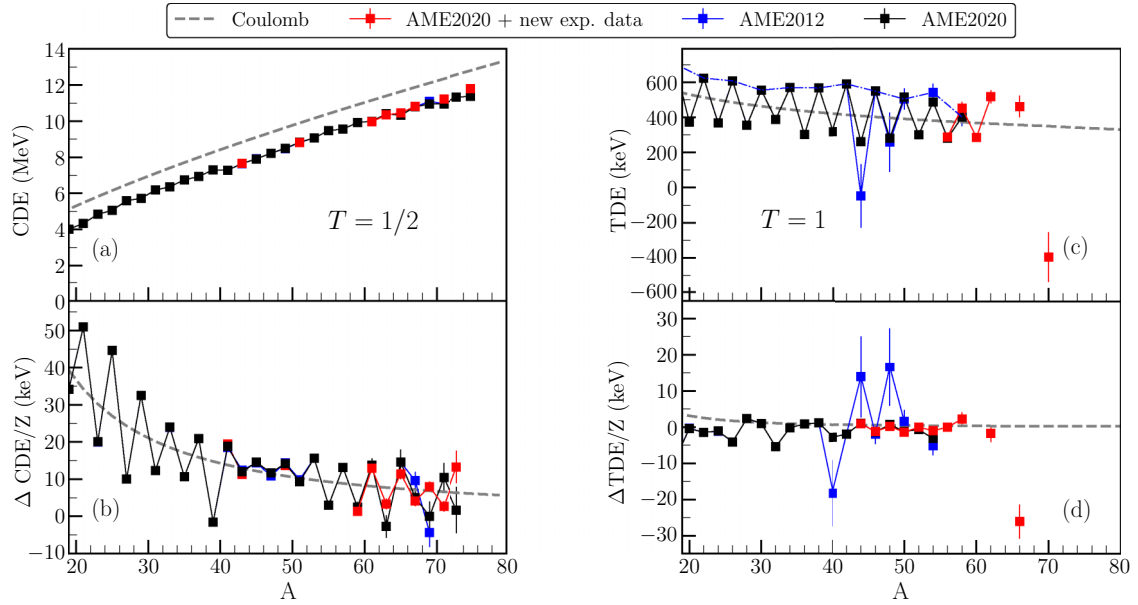 Coulomb AME2020 + new exp. data AME2012 AME2020
14
12
10
8
6
4
2
0
CDE (MeV)
(a)
T = 1/2
50
40
30
20
10
0
−10
Δ CDE/Z (keV)
(b)
20 30 40 50 60 70 80
A
600
400
200
0
−200
−400
−600
TDE (keV)
T = 1
(c)
30
20
10
0
−10
−20
−30
ΔTDE/Z (keV)
(d)
20 30 40 50 60 70 80
A